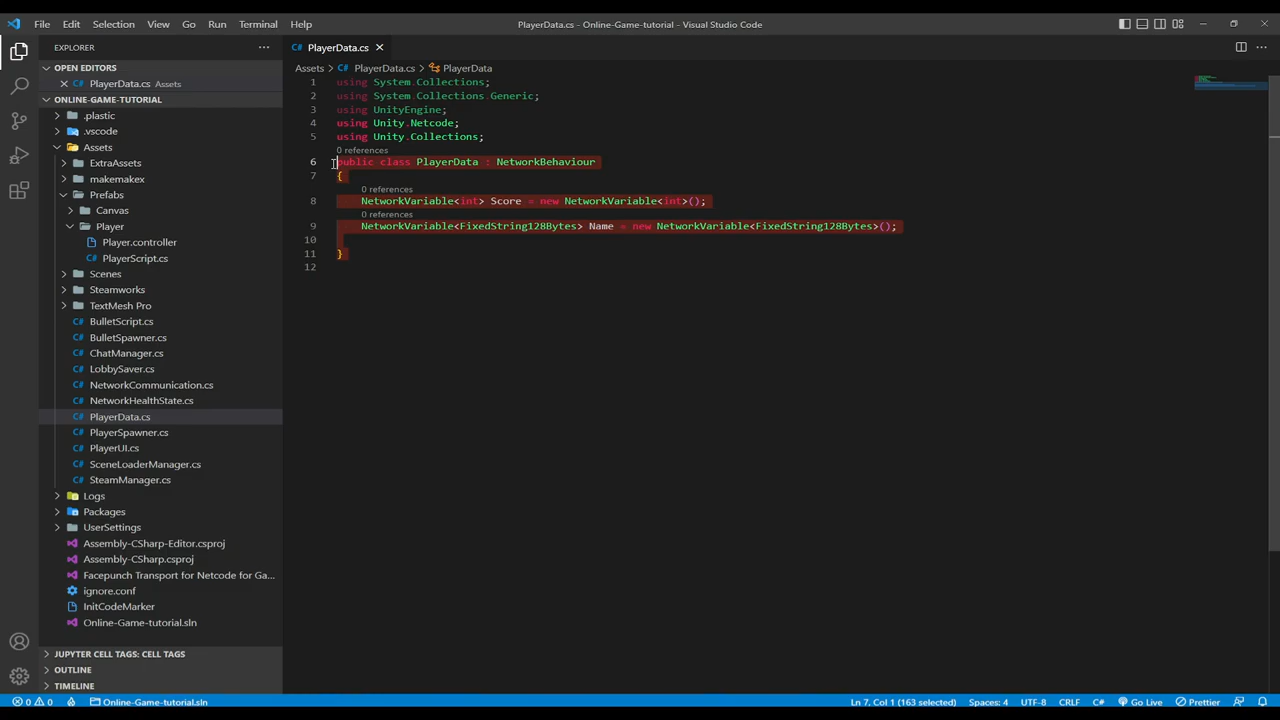 File Edit Selection View Go Run Terminal Help
PlayerData.cs - Online-Game-tutorial - Visual Studio Code
EXPLORER
OPEN EDITORS
C# PlayerData.cs Assets
ONLINE-GAME-TUTORIAL
.plastic
.vscode
Assets
ExtraAssets
makemakex
Prefabs
Canvas
Player
C# Player.controller
C# PlayerScript.cs
Scenes
Steamworks
TextMesh Pro
C# BulletScript.cs
C# BulletSpawner.cs
C# ChatManager.cs
C# LobbySaver.cs
C# NetworkCommunication.cs
C# NetworkHealthState.cs
C# PlayerData.cs
C# PlayerSpawner.cs
C# PlayerUI.cs
C# SceneLoaderManager.cs
C# SteamManager.cs
Logs
Packages
UserSettings
Assembly-CSharp-Editor.csproj
Assembly-CSharp.csproj
Facepunch Transport for Netcode for Ga...
ignore.conf
InitCodeMarker
Online-Game-tutorial.sln
JUPYTER CELL TAGS: CELL TAGS
OUTLINE
TIMELINE
C# PlayerData.cs
Assets > C# PlayerData.cs > PlayerData
1 using System.Collections;
2 using System.Collections.Generic;
3 using UnityEngine;
4 using Unity.Netcode;
5 using Unity.Collections;
0 references
6 public class PlayerData : NetworkBehaviour
7 {
0 references
8 NetworkVariable<int> Score = new NetworkVariable<int>();
0 references
9 NetworkVariable<FixedString128Bytes> Name = new NetworkVariable<FixedString128Bytes>();
10
11 }
12
0 0 Online-Game-tutorial.sln Ln 7, Col 1 (163 selected) Spaces: 4 UTF-8 CRLF C# Go Live Prettier